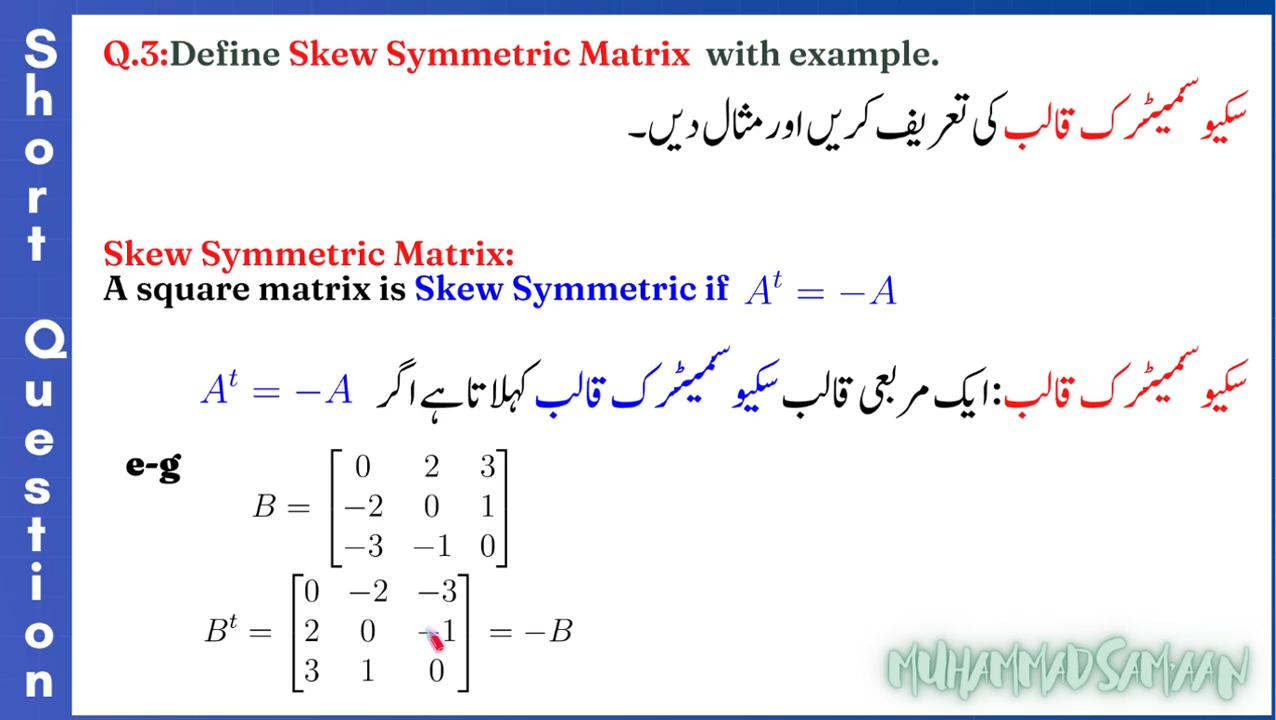 Short Question
Q.3:Define Skew Symmetric Matrix with example.
سکیو سمیٹرک قالب کی تعریف کریں اور مثال دیں۔
Skew Symmetric Matrix:
A square matrix is Skew Symmetric if A^t = −A
سکیو سمیٹرک قالب: ایک مربعی قالب سکیو سمیٹرک قالب کہلاتا ہے اگر A^t = −A
e-g
B = [0 2 3
−2 0 1
−3 −1 0]
B^t = [0 −2 −3
2 0 −1
3 1 0] = −B
MUHAMMAD SAMAAN